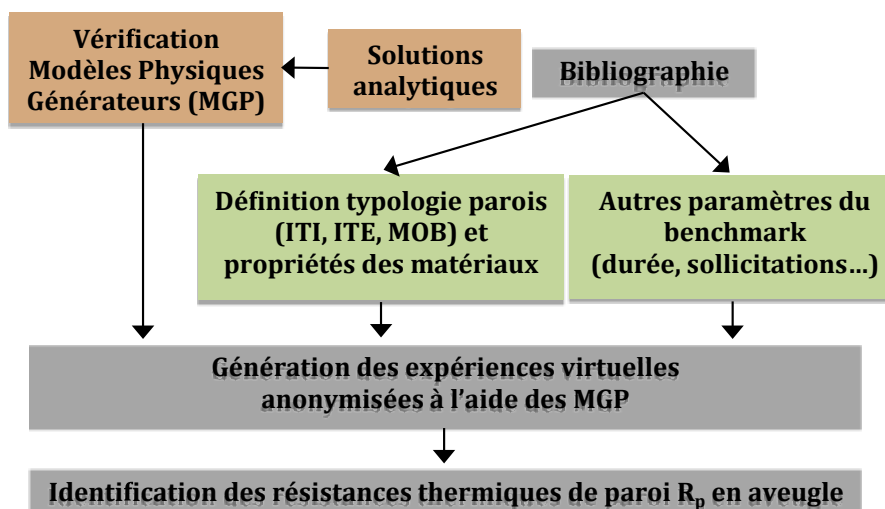 Vérification
Modèles Physiques
Générateurs (MGP)
Solutions
analytiques
Bibliographie
Définition typologie parois
(ITI, ITE, MOB) et
propriétés des matériaux
Autres paramètres du
benchmark
(durée, sollicitations…)
Génération des expériences virtuelles
anonymisées à l’aide des MGP
Identification des résistances thermiques de paroi Rp en aveugle